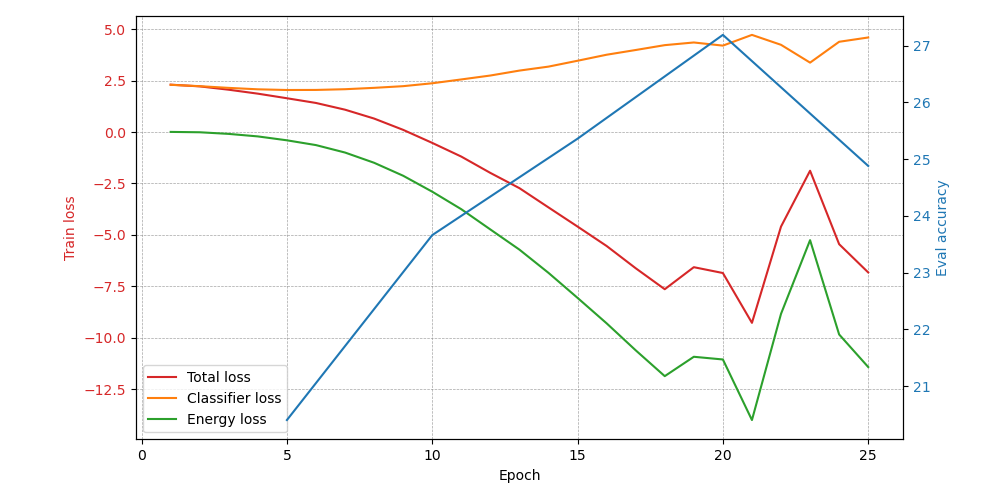 5.0
2.5
0.0
−2.5
−5.0
−7.5
−10.0
−12.5
Train loss
27
26
25
24
23
22
21
Eval accuracy
Total loss
Classifier loss
Energy loss
0 5 10 15 20 25
Epoch